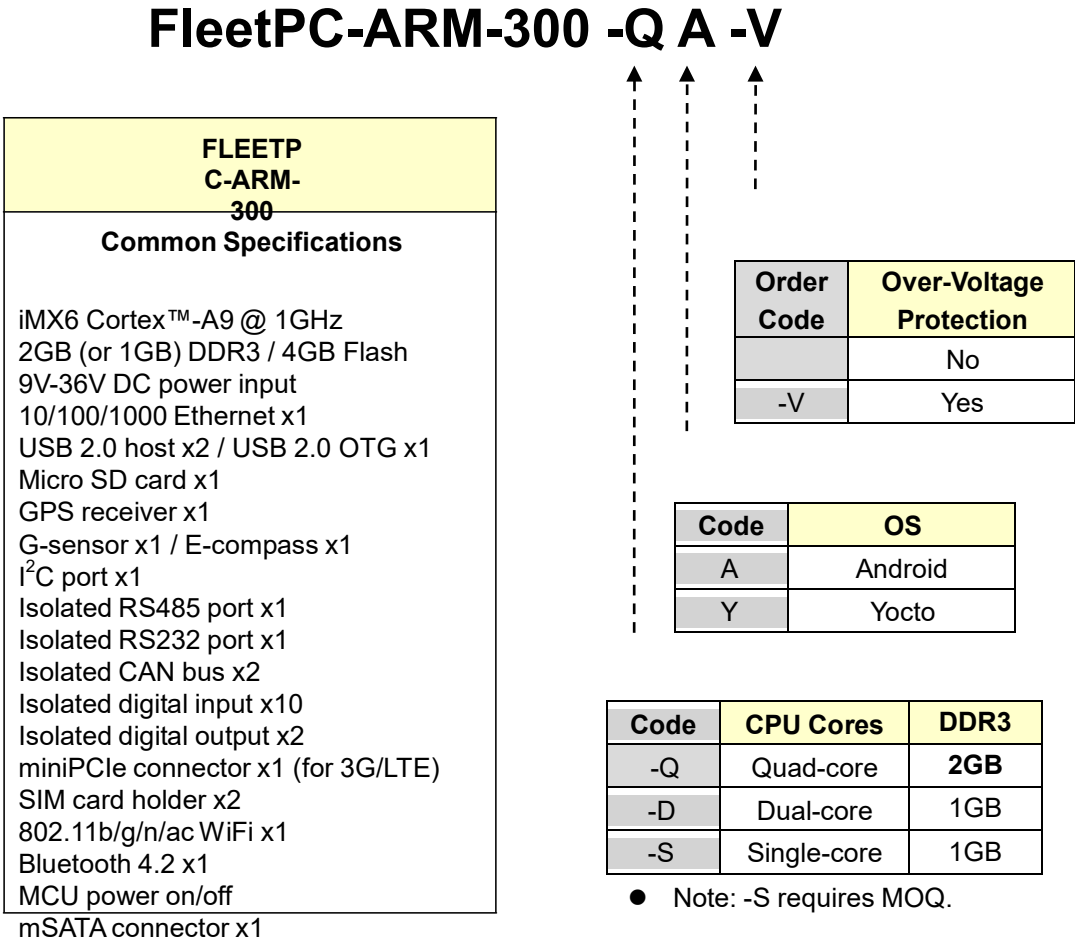 FleetPC-ARM-300 -Q A -V
FLEETP
C-ARM-
300
Common Specifications
iMX6 Cortex™-A9 @ 1GHz
2GB (or 1GB) DDR3 / 4GB Flash
9V-36V DC power input
10/100/1000 Ethernet x1
USB 2.0 host x2 / USB 2.0 OTG x1
Micro SD card x1
GPS receiver x1
G-sensor x1 / E-compass x1
I²C port x1
Isolated RS485 port x1
Isolated RS232 port x1
Isolated CAN bus x2
Isolated digital input x10
Isolated digital output x2
miniPCIe connector x1 (for 3G/LTE)
SIM card holder x2
802.11b/g/n/ac WiFi x1
Bluetooth 4.2 x1
MCU power on/off
mSATA connector x1
Order Code Over-Voltage Protection
No
-V Yes
Code OS
A Android
Y Yocto
Code CPU Cores DDR3
-Q Quad-core 2GB
-D Dual-core 1GB
-S Single-core 1GB
● Note: -S requires MOQ.